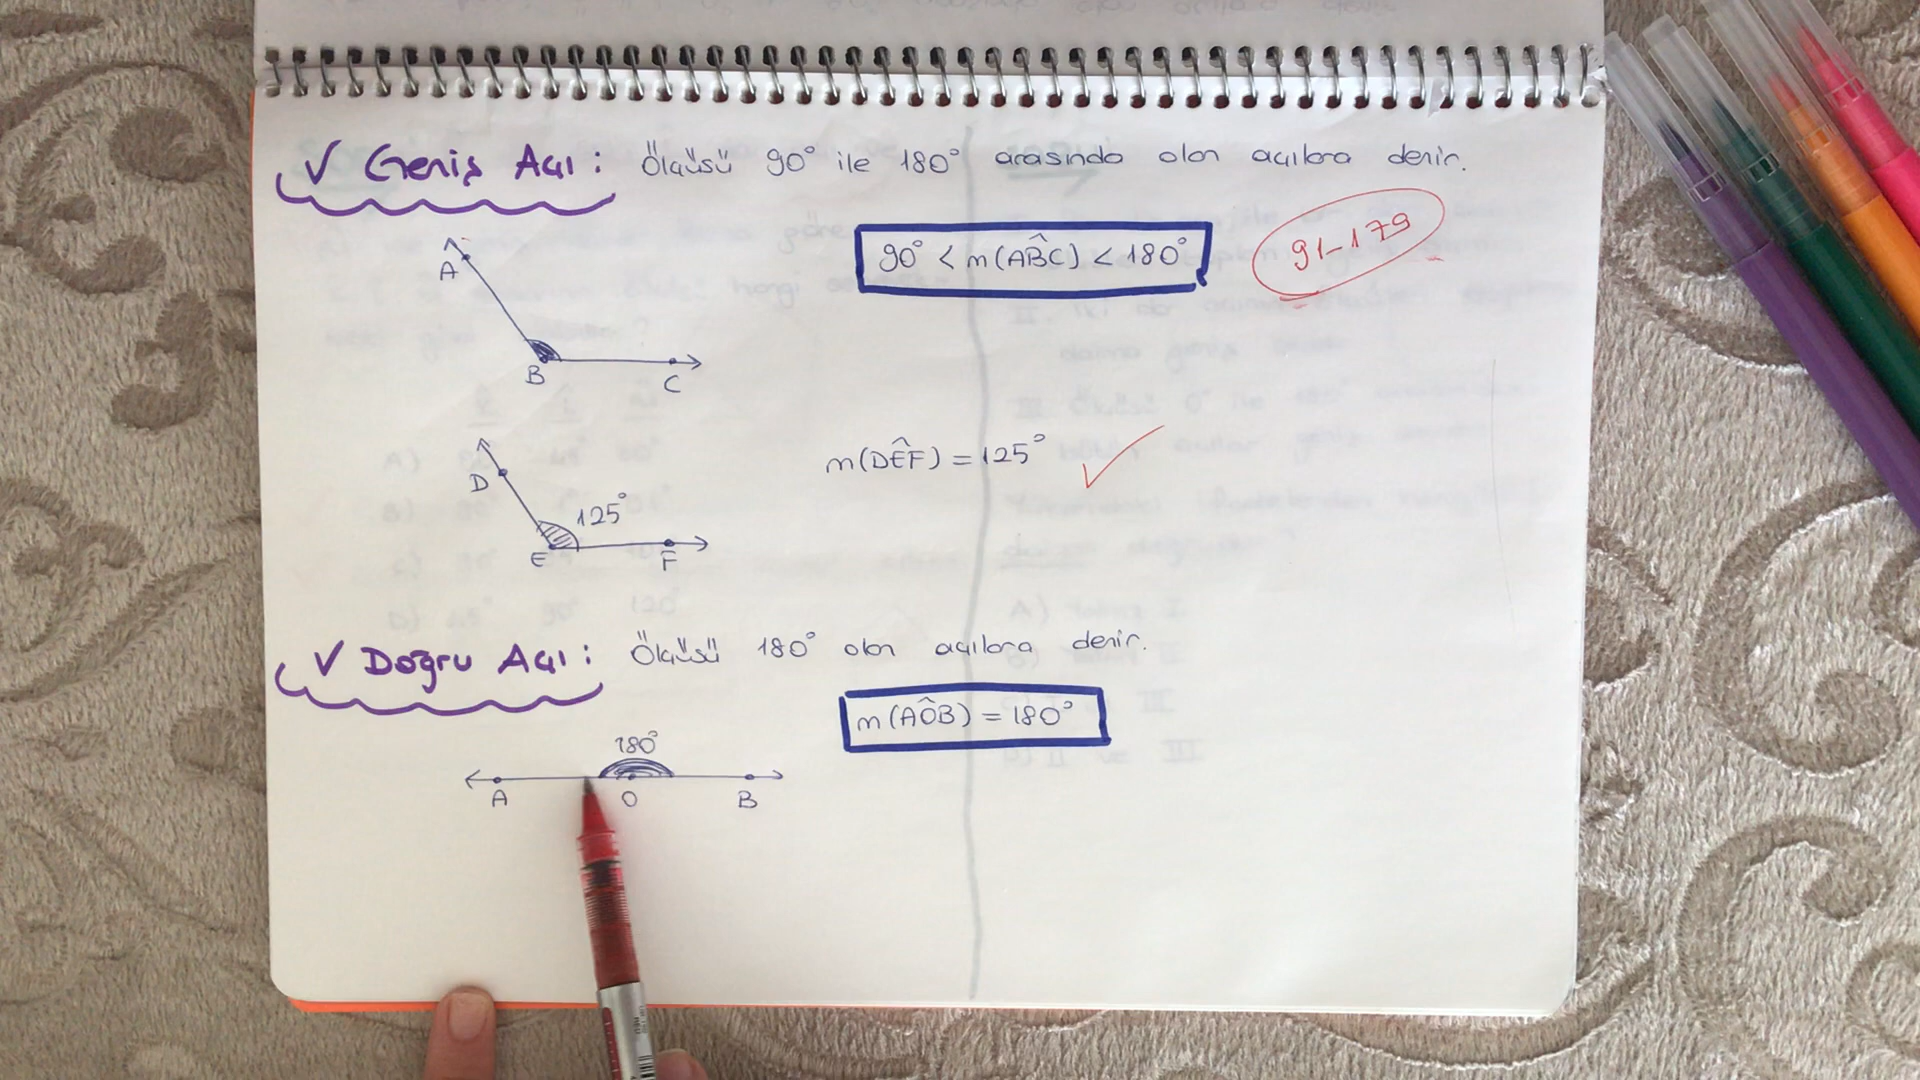 ✓ Geniş Açı: Ölçüsü 90° ile 180° arasında olan açılara denir.
90° < m(AB̂C) < 180°
91-179
A
B
C
m(DÊF) = 125°
D
125°
E
F
✓ Doğru Açı: Ölçüsü 180° olan açılara denir.
m(AÔB) = 180°
180°
A
O
B